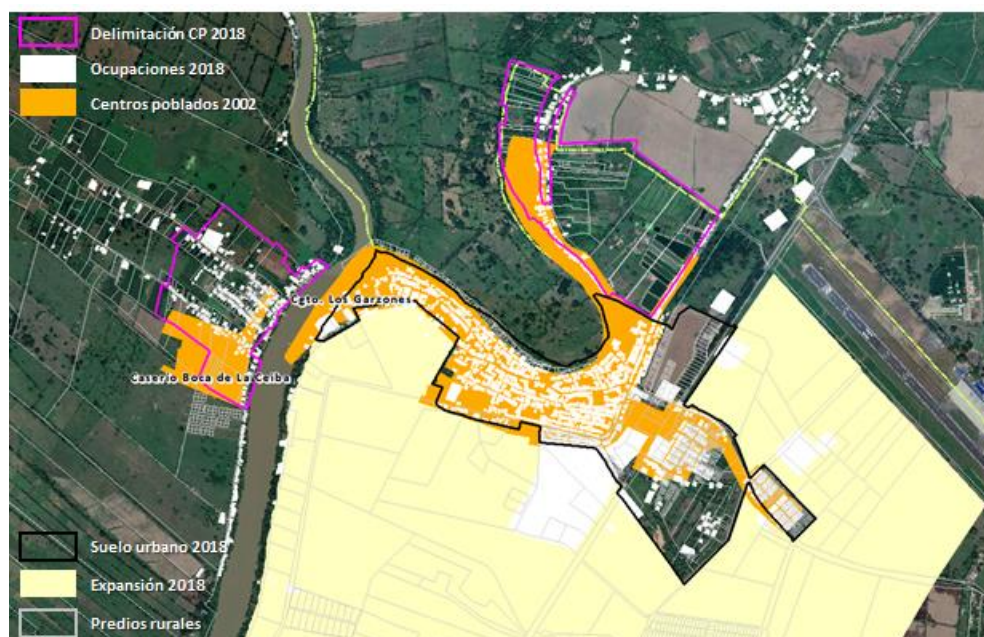 Delimitación CP 2018
Ocupaciones 2018
Centros poblados 2002
Cgto. Los Garzones
Caserio Boca de La Ceiba
Suelo urbano 2018
Expansión 2018
Predios rurales